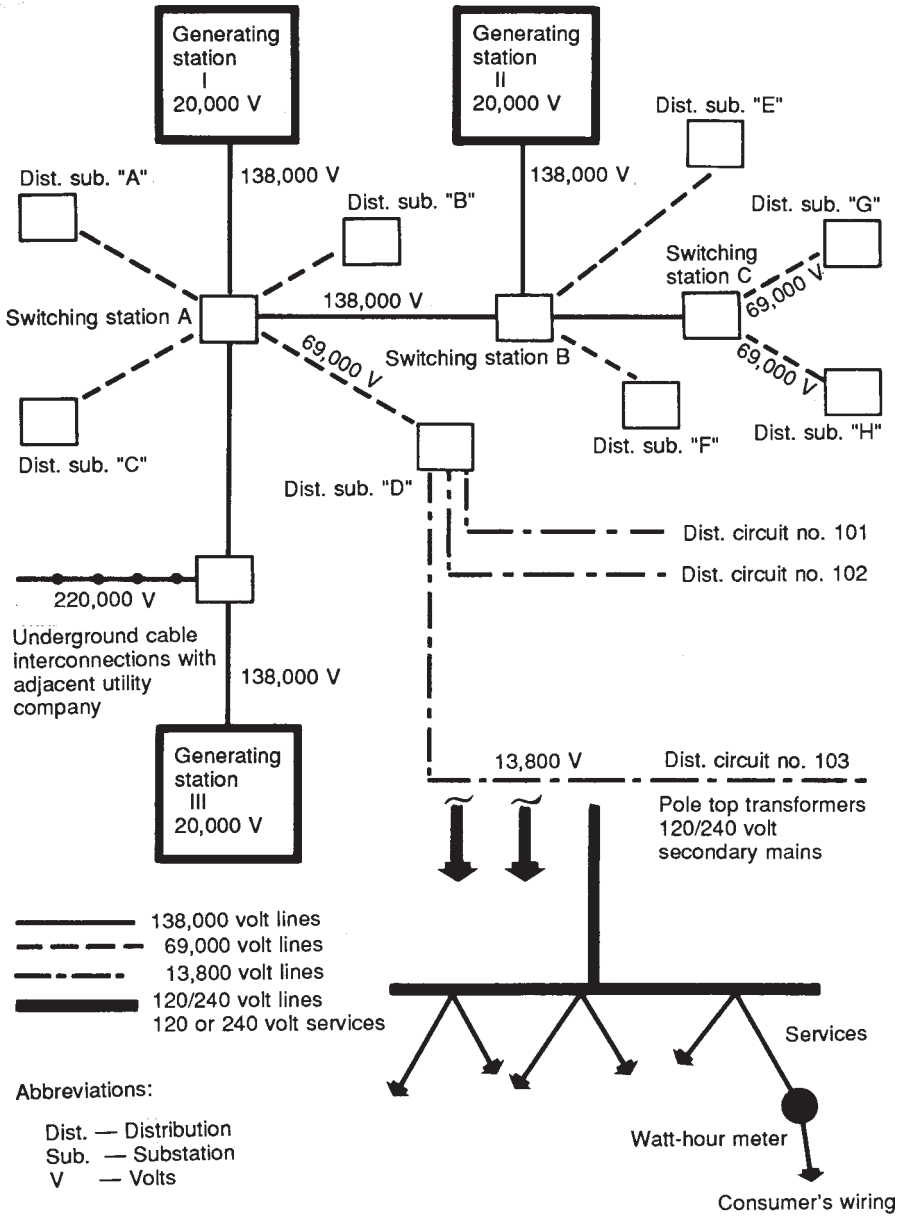 Generating
station
I
20,000 V
Generating
station
II
20,000 V
Dist. sub. "E"
138,000 V
138,000 V
Dist. sub. "A"
Dist. sub. "B"
Dist. sub. "G"
Switching
station C
69,000 V
Switching station A
138,000 V
Switching station B
69,000 V
69,000 V
Dist. sub. "C"
Dist. sub. "F"
Dist. sub. "H"
Dist. sub. "D"
Dist. circuit no. 101
Dist. circuit no. 102
220,000 V
Underground cable
interconnections with
adjacent utility
company
138,000 V
Generating
station
III
20,000 V
13,800 V
Dist. circuit no. 103
Pole top transformers
120/240 volt
secondary mains
138,000 volt lines
69,000 volt lines
13,800 volt lines
120/240 volt lines
120 or 240 volt services
Services
Abbreviations:
Dist. — Distribution
Sub. — Substation
V — Volts
Watt-hour meter
Consumer's wiring